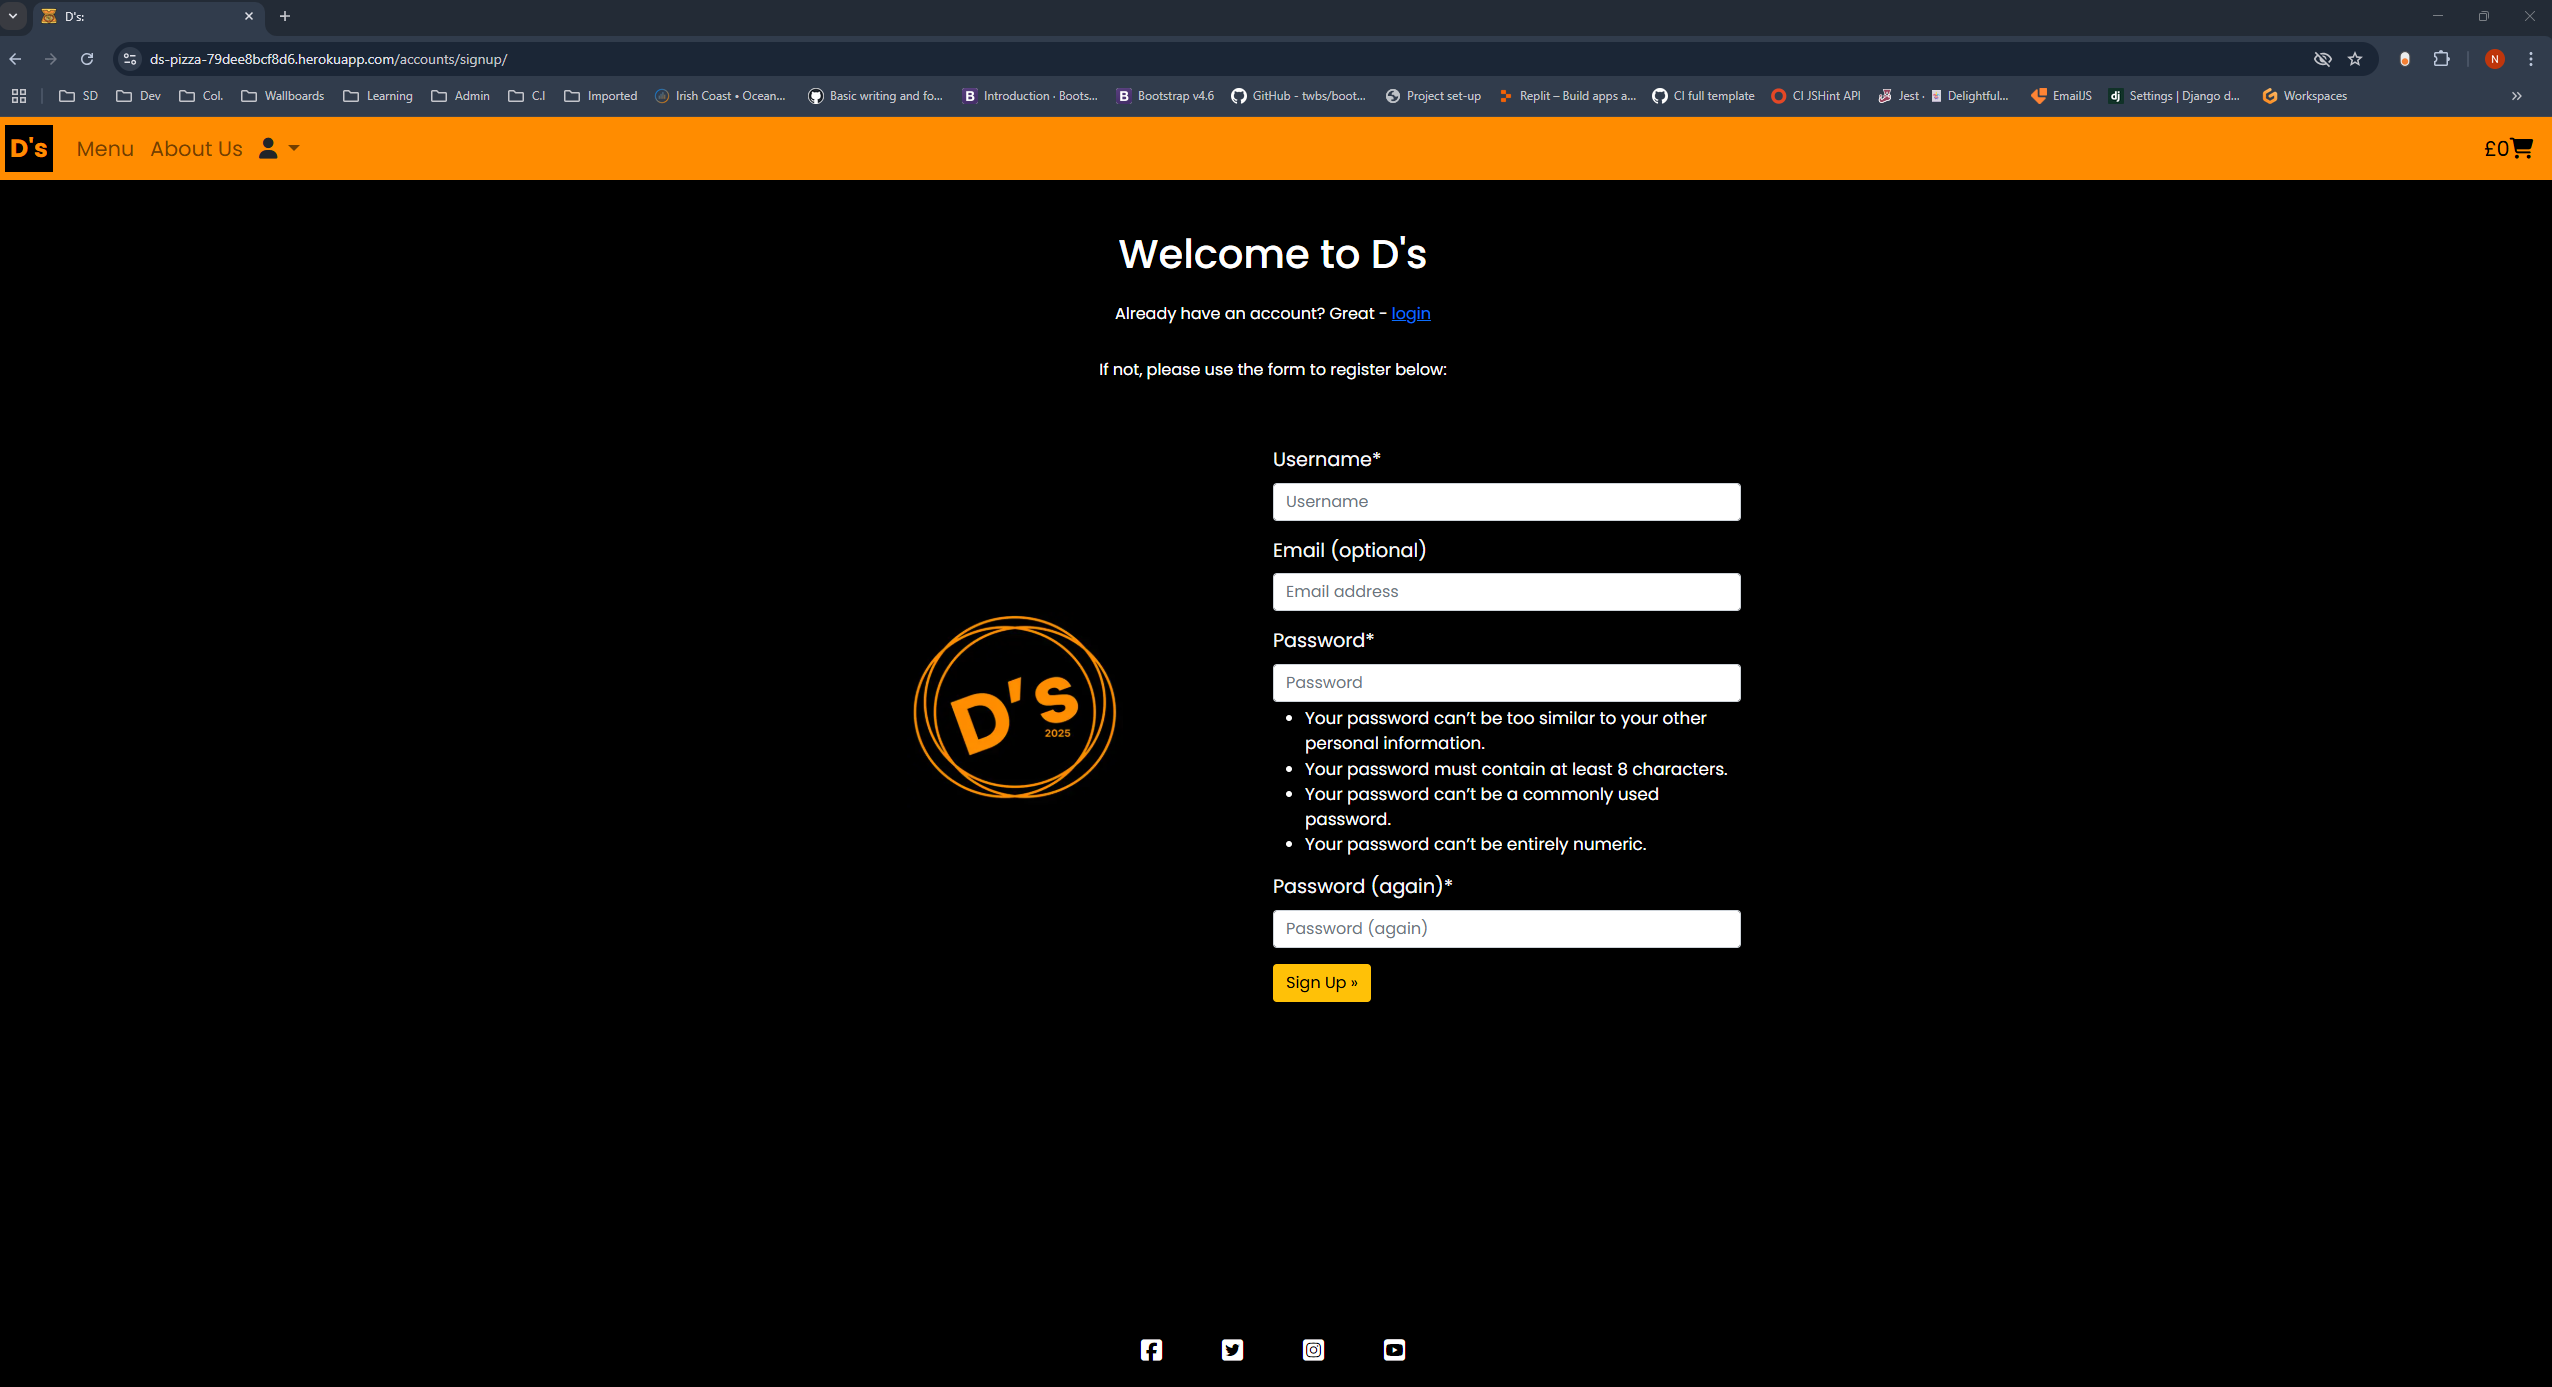 D's:
ds-pizza-79dee8bcf8d6.herokuapp.com/accounts/signup/
N
SD Dev Col. Wallboards Learning Admin C.I Imported Irish Coast • Ocean... Basic writing and fo... Introduction · Boots... Bootstrap v4.6 GitHub - twbs/boot... Project set-up Replit – Build apps a... CI full template CI JSHint API Jest · Delightful... EmailJS Settings | Django d... Workspaces
D's Menu About Us £0
Welcome to D's
Already have an account? Great - login
If not, please use the form to register below:
Username*
Username
Email (optional)
Email address
Password*
Password
• Your password can’t be too similar to your other
personal information.
• Your password must contain at least 8 characters.
• Your password can’t be a commonly used
password.
• Your password can’t be entirely numeric.
Password (again)*
Password (again)
Sign Up »
D's
2025